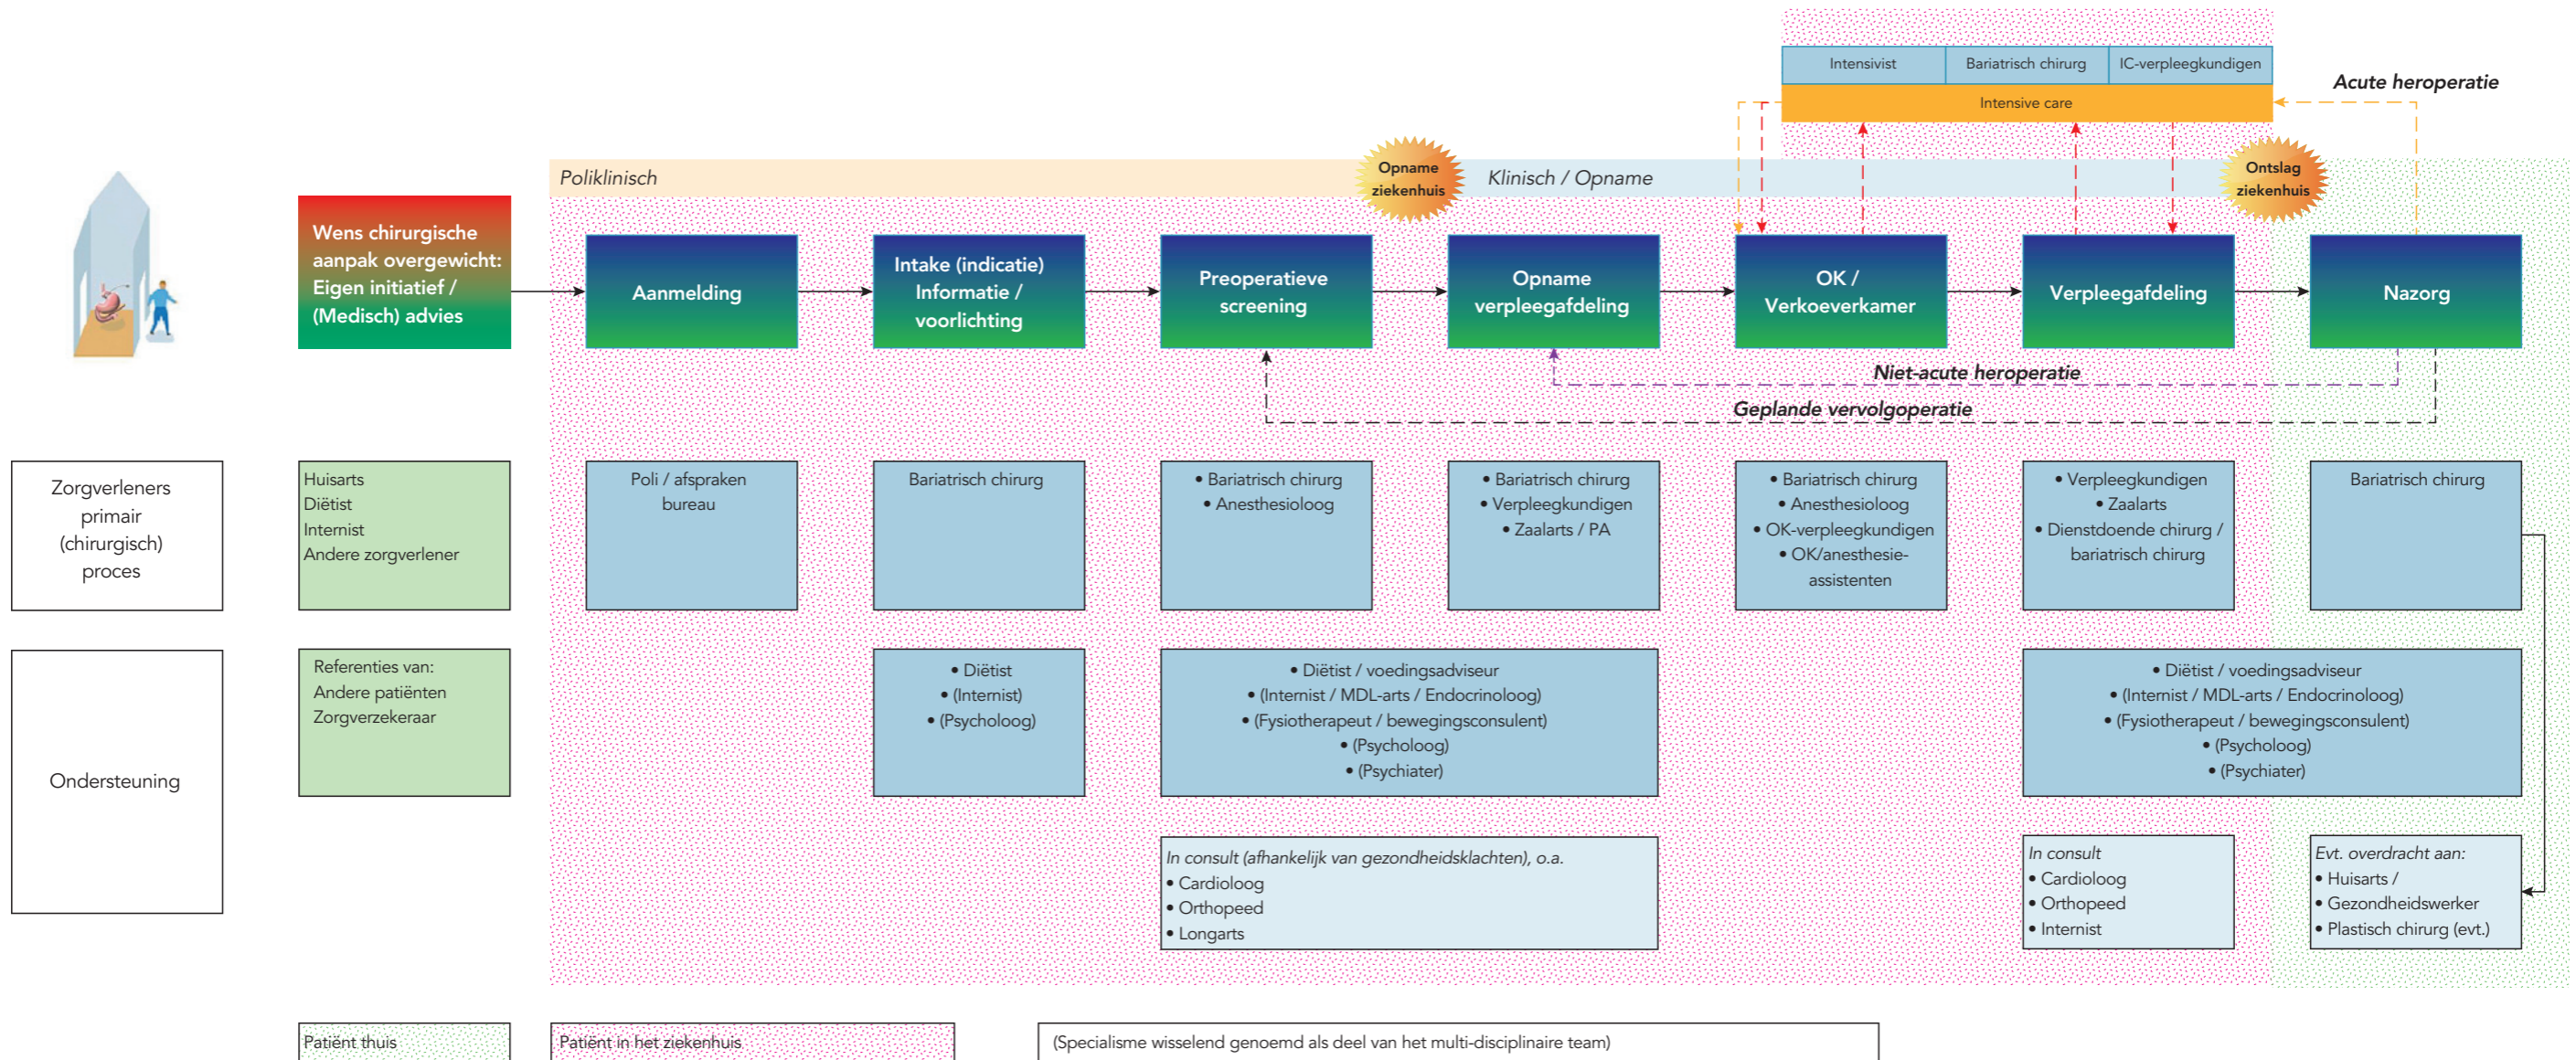 Intensivist
Bariatrisch chirurg
IC-verpleegkundigen
Intensive care
Acute heroperatie
Poliklinisch
Opname
ziekenhuis
Klinisch / Opname
Ontslag
ziekenhuis
Wens chirurgische
aanpak overgewicht:
Eigen initiatief /
(Medisch) advies
Aanmelding
Intake (indicatie)
Informatie /
voorlichting
Preoperatieve
screening
Opname
verpleegafdeling
OK /
Verkoeverkamer
Verpleegafdeling
Nazorg
Niet-acute heroperatie
Geplande vervolgoperatie
Zorgverleners
primair
(chirurgisch)
proces
Huisarts
Diëtist
Internist
Andere zorgverlener
Poli / afspraken
bureau
Bariatrisch chirurg
• Bariatrisch chirurg
• Anesthesioloog
• Bariatrisch chirurg
• Verpleegkundigen
• Zaalarts / PA
• Bariatrisch chirurg
• Anesthesioloog
• OK-verpleegkundigen
• OK/anesthesie-
assistenten
• Verpleegkundigen
• Zaalarts
• Dienstdoende chirurg /
bariatrisch chirurg
Bariatrisch chirurg
Ondersteuning
Referenties van:
Andere patiënten
Zorgverzekeraar
• Diëtist
• (Internist)
• (Psycholoog)
• Diëtist / voedingsadviseur
• (Internist / MDL-arts / Endocrinoloog)
• (Fysiotherapeut / bewegingsconsulent)
• (Psycholoog)
• (Psychiater)
• Diëtist / voedingsadviseur
• (Internist / MDL-arts / Endocrinoloog)
• (Fysiotherapeut / bewegingsconsulent)
• (Psycholoog)
• (Psychiater)
In consult (afhankelijk van gezondheidsklachten), o.a.
• Cardioloog
• Orthopeed
• Longarts
In consult
• Cardioloog
• Orthopeed
• Internist
Evt. overdracht aan:
• Huisarts /
• Gezondheidswerker
• Plastisch chirurg (evt.)
Patiënt thuis
Patiënt in het ziekenhuis
(Specialisme wisselend genoemd als deel van het multi-disciplinaire team)